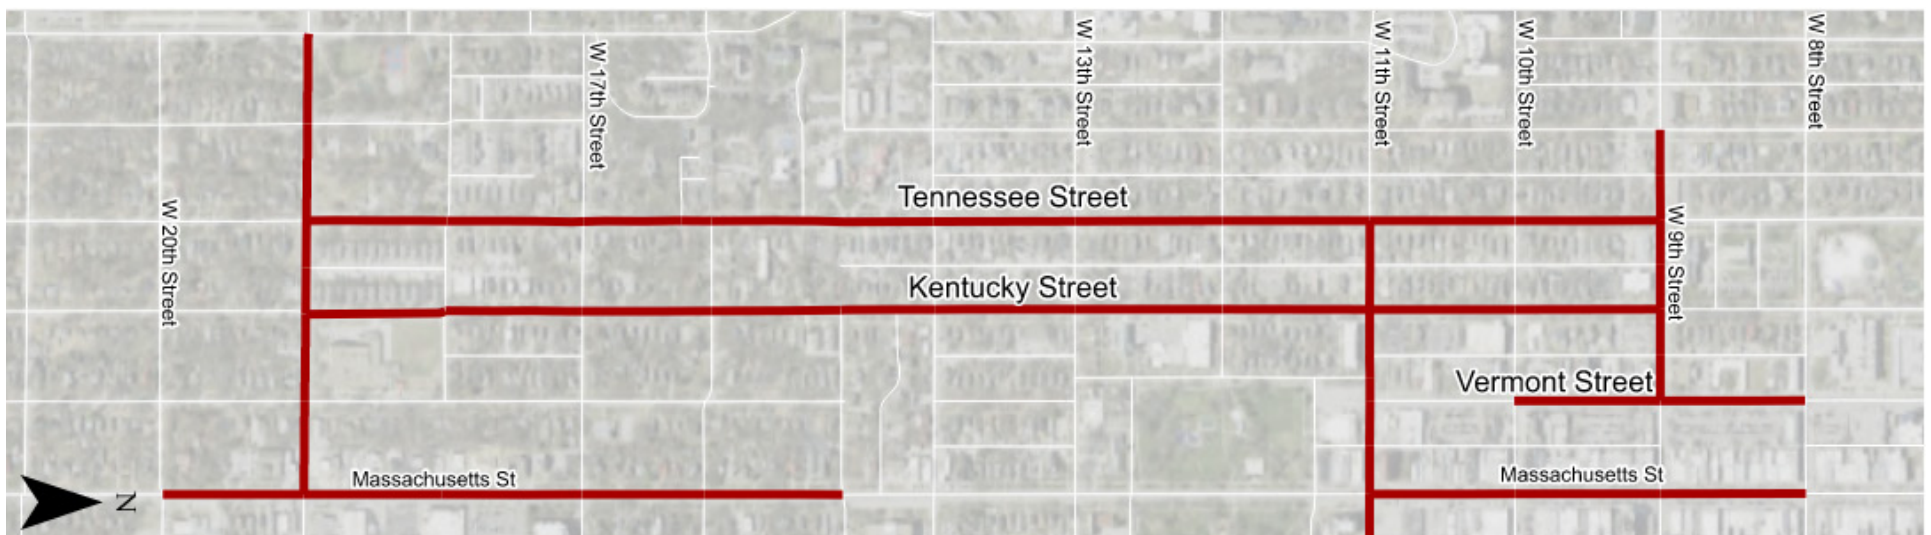 W 17th Street
W 13th Street
W 11th Street
W 10th Street
W 8th Street
Tennessee Street
W 20th Street
W 9th Street
Kentucky Street
Vermont Street
Massachusetts St
Massachusetts St
N